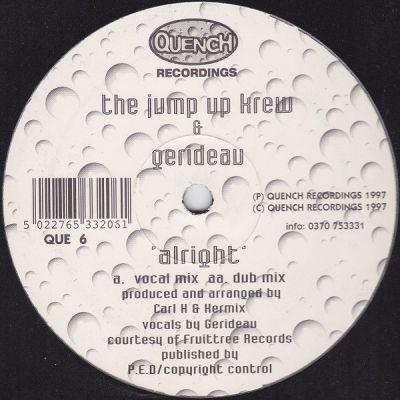 QUENCH
RECORDINGS
the jump up krew
&
gerideau
5 022765 332061
QUE 6
(P) QUENCH RECORDINGS 1997
(C) QUENCH RECORDINGS 1997
info: 0370 753331
"alright"
a. vocal mix aa. dub mix
produced and arranged by
Carl H & Hermix
vocals by Gerideau
courtesy of Fruittree Records
published by
P.E.D/copyright control